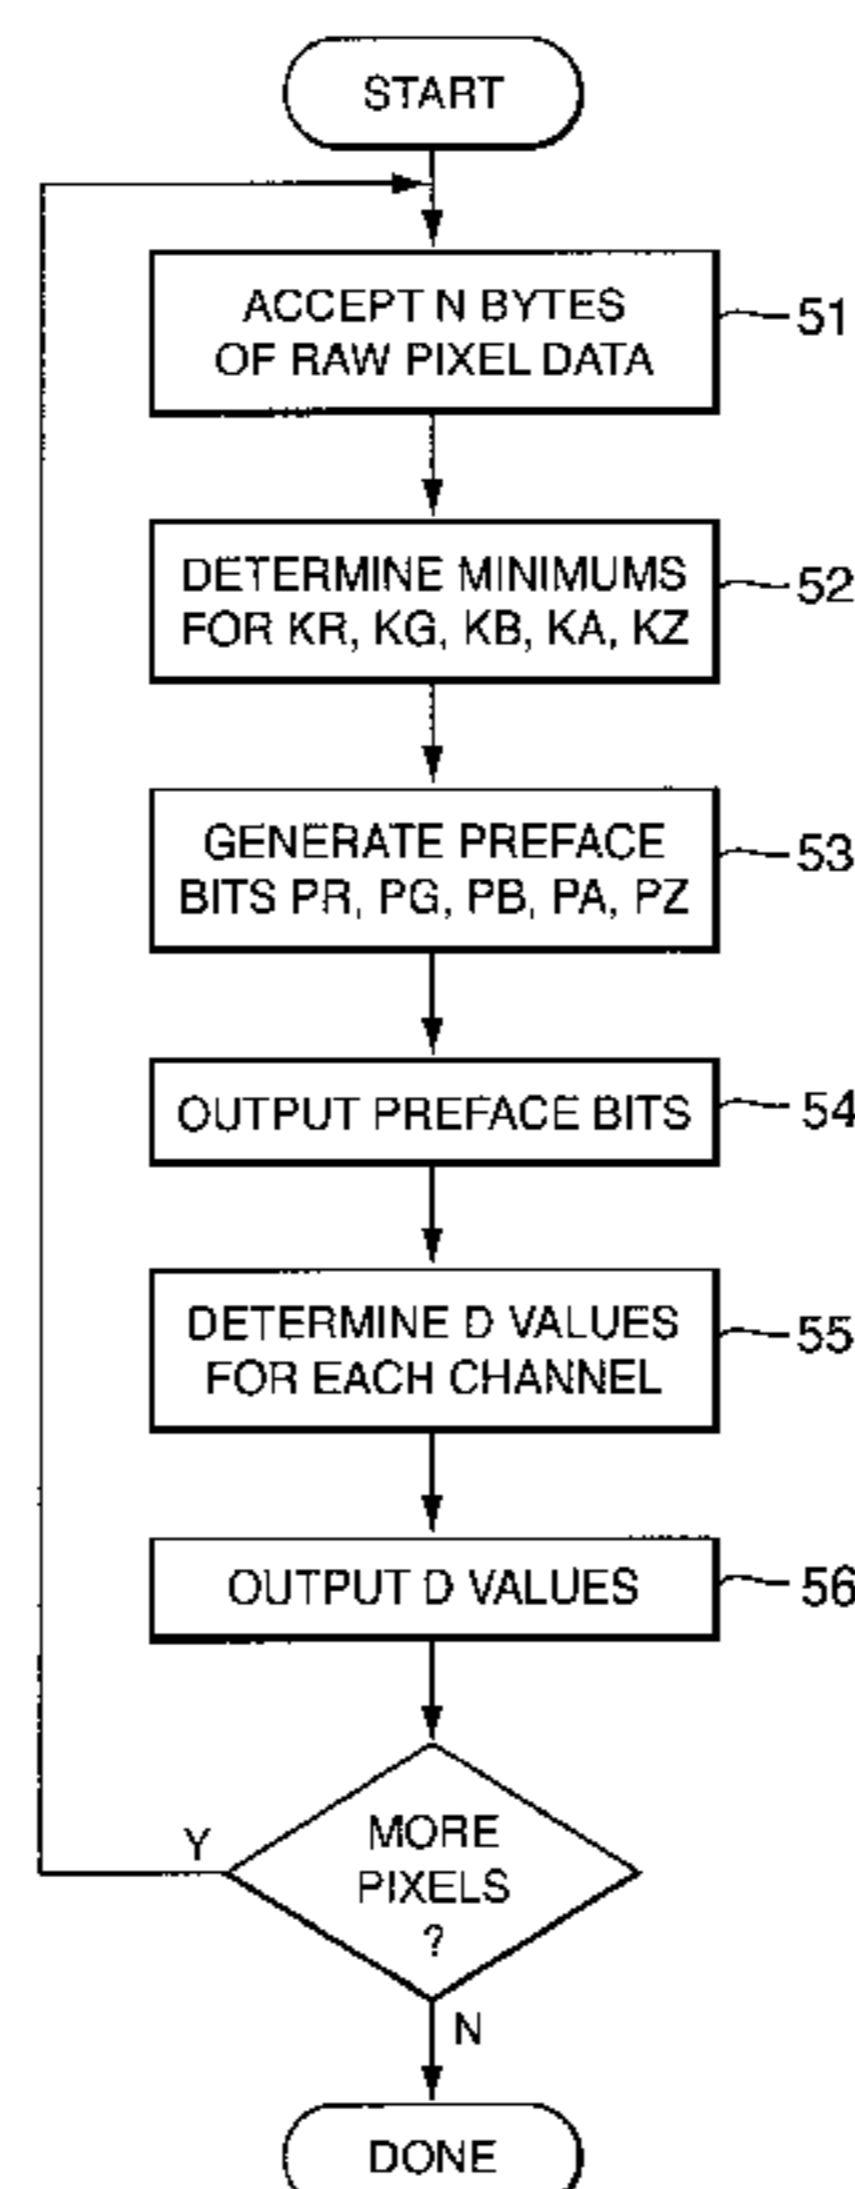 START
ACCEPT N BYTES
OF RAW PIXEL DATA
51
DETERMINE MINIMUMS
FOR KR, KG, KB, KA, KZ
52
GENERATE PREFACE
BITS PR, PG, PB, PA, PZ
53
OUTPUT PREFACE BITS
54
DETERMINE D VALUES
FOR EACH CHANNEL
55
OUTPUT D VALUES
56
MORE
PIXELS
?
Y
N
DONE